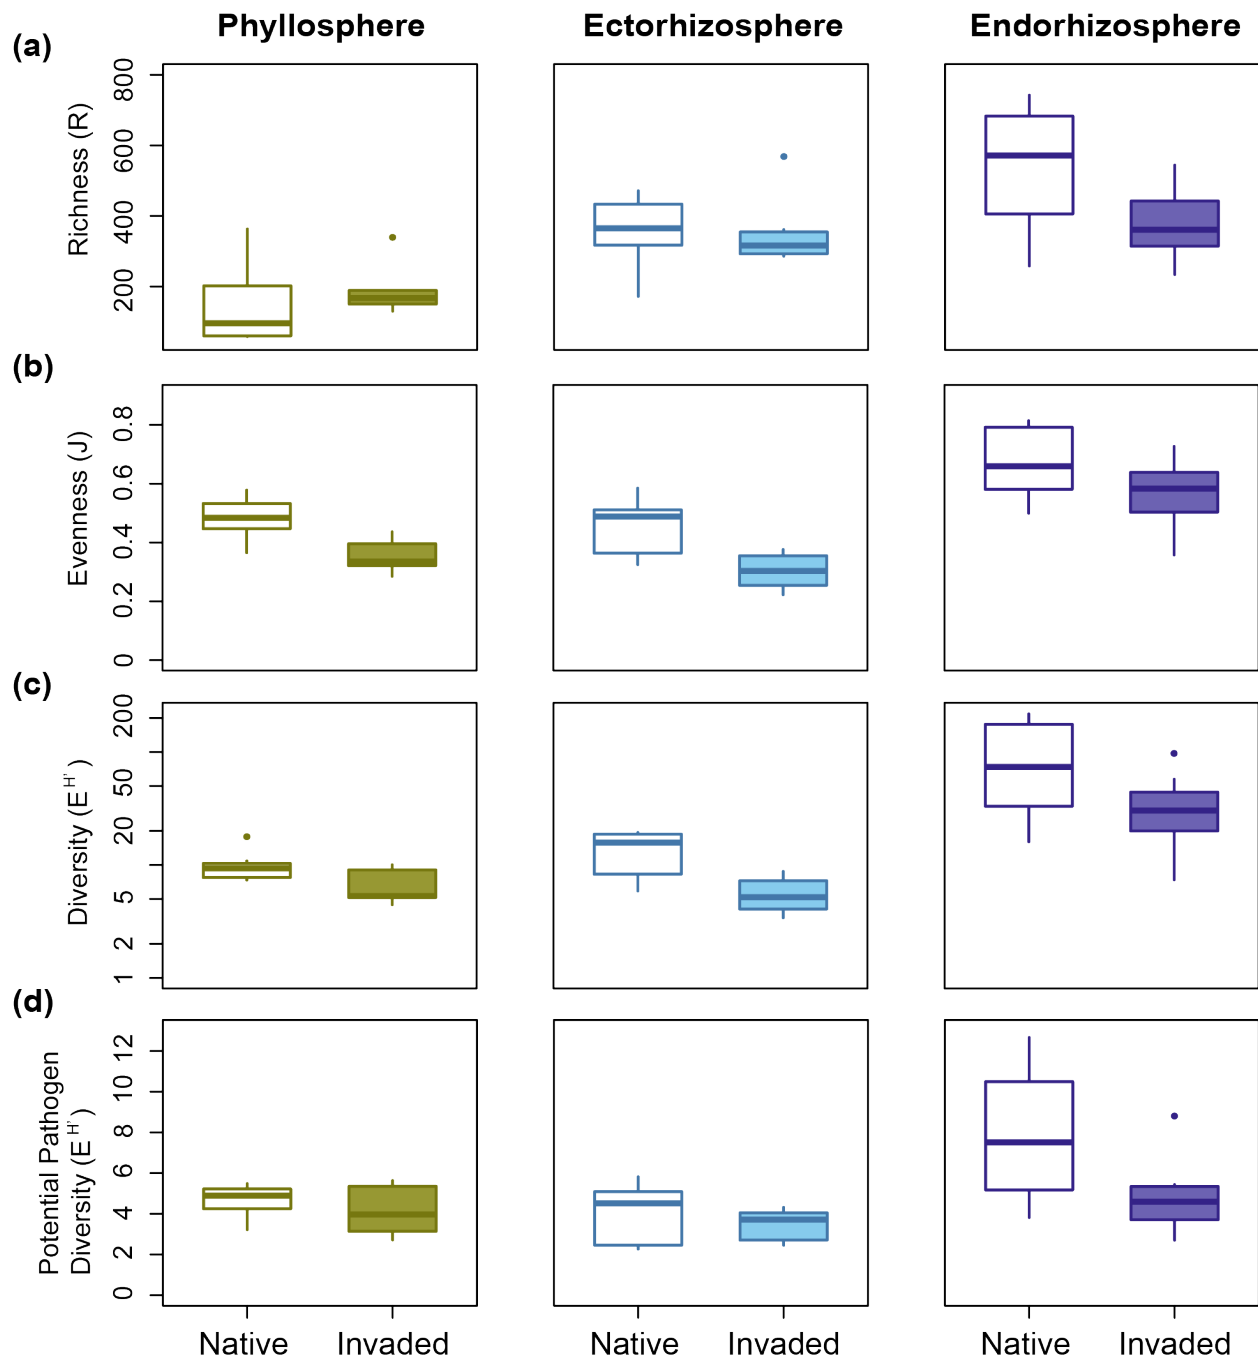 Phyllosphere Ectorhizosphere Endorhizosphere
(a)
Richness (R)
800
600
400
200
(b)
Evenness (J)
0.8
0.6
0.4
0.2
0
(c)
Diversity (E^H')
200
50
20
5
2
1
(d)
Potential Pathogen
Diversity (E^H')
12
10
8
6
4
2
0
Native Invaded Native Invaded Native Invaded